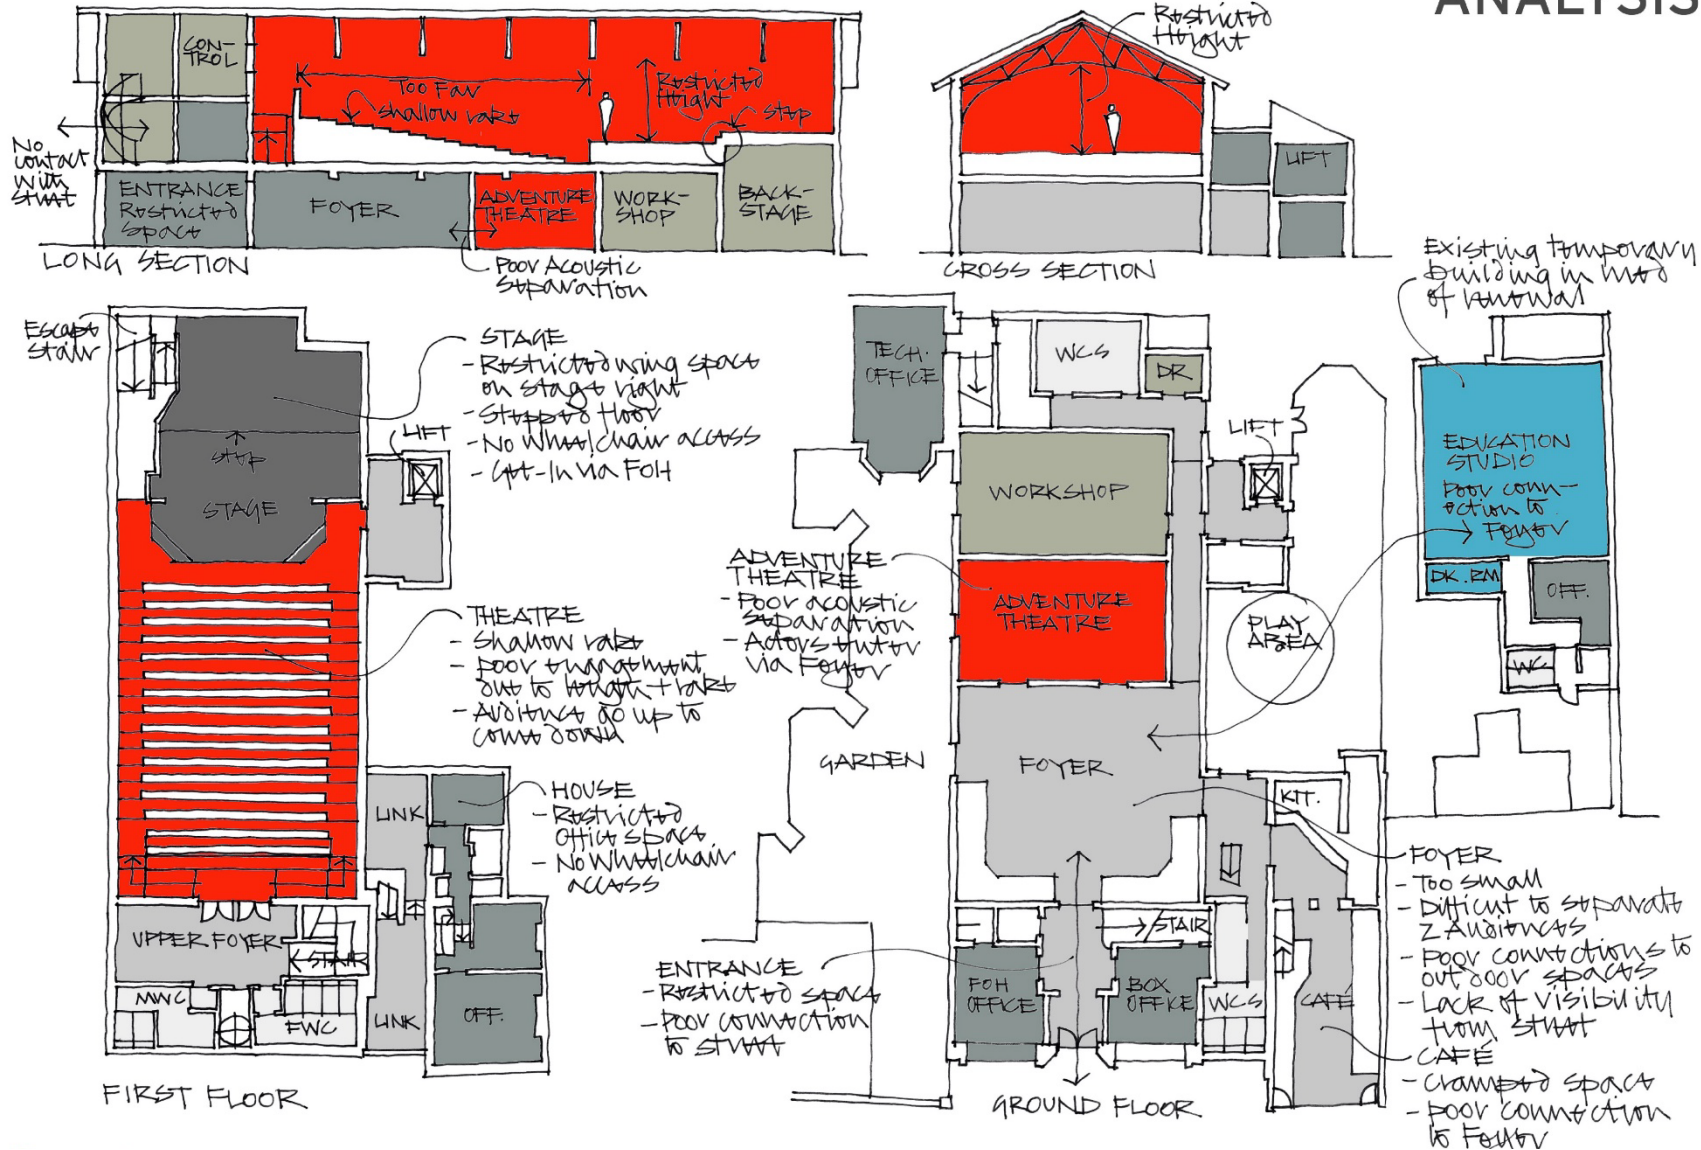 ANALYSIS
CON-
TROL
Too Far
Shallow rake
Restricted
Height
Step
No
contact
with
street
ENTRANCE
Restricted
Space
FOYER
ADVENTURE
THEATRE
WORK-
SHOP
BACK-
STAGE
LONG SECTION
Poor Acoustic
Separation
Restricted
Height
LIFT
CROSS SECTION
Escape
stair
STAGE
- Restricted wing space
on stage right
- Stepped floor
- No Wheelchair access
- Get-In via FOH
LIFT
step
STAGE
THEATRE
- Shallow rake
- poor engagement
due to length + rake
- Audience go up to
come down
LINK
HOUSE
- Restricted
office space
- No Wheelchair
access
UPPER FOYER
STAIR
MWC
FWC
LINK
OFF.
FIRST FLOOR
Existing temporary
building in need
of renewal
TECH.
OFFICE
WCS
DR
LIFT
WORKSHOP
EDUCATION
STUDIO
Poor conn-
ection to
Foyer
DK.RM
OFF.
WC
ADVENTURE
THEATRE
- Poor acoustic
separation
- Actors enter
via Foyer
ADVENTURE
THEATRE
PLAY
AREA
GARDEN
FOYER
KIT.
FOYER
- Too small
- Difficut to separate
2 Audiences
- Poor connections to
out door spaces
- Lack of visibility
from street
CAFÉ
- cramped space
- poor connection
to Foyer
ENTRANCE
- Restricted space
- Poor connection
to street
STAIR
FOH
OFFICE
BOX
OFFICE
WCS
CAFÉ
GROUND FLOOR